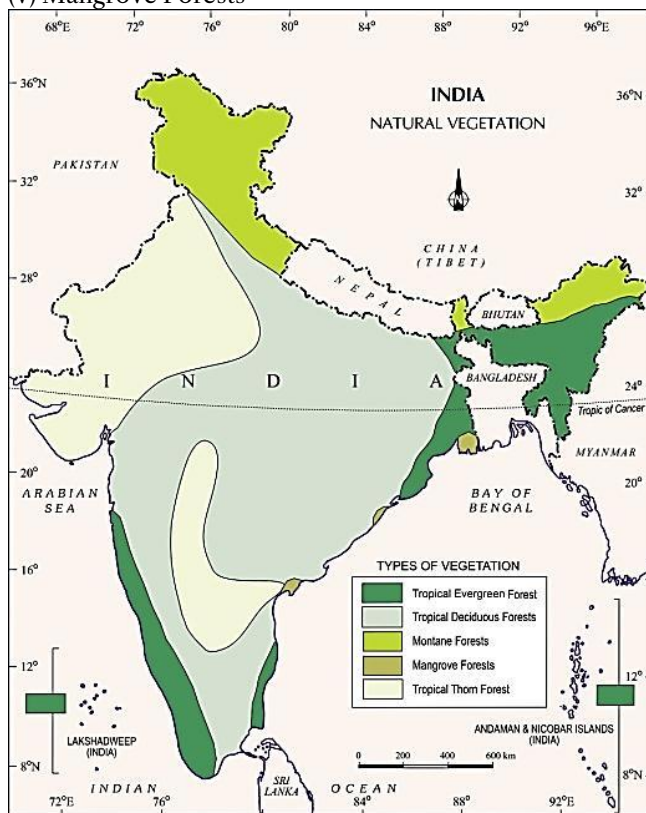 (v) Mangrove Forests
68°E 72° 76° 80° 84° 88° 92° 96°E
36°N 36°N
INDIA
NATURAL VEGETATION
PAKISTAN
N
32° 32°
CHINA
(TIBET)
28° 28°
NEPAL
BHUTAN
INDIA
BANGLADESH
24° 24°
Tropic of Cancer
MYANMAR
20° 20°
ARABIAN
SEA
BAY OF
BENGAL
TYPES OF VEGETATION
Tropical Evergreen Forest
Tropical Deciduous Forests
Montane Forests
Mangrove Forests
Tropical Thorn Forest
16° 16°
12° 12°
LAKSHADWEEP
(INDIA)
ANDAMAN & NICOBAR ISLANDS
(INDIA)
0 200 400 600 km
8°N 8°N
INDIAN OCEAN
SRI
LANKA
72°E 76° 80° 84° 88° 92°E